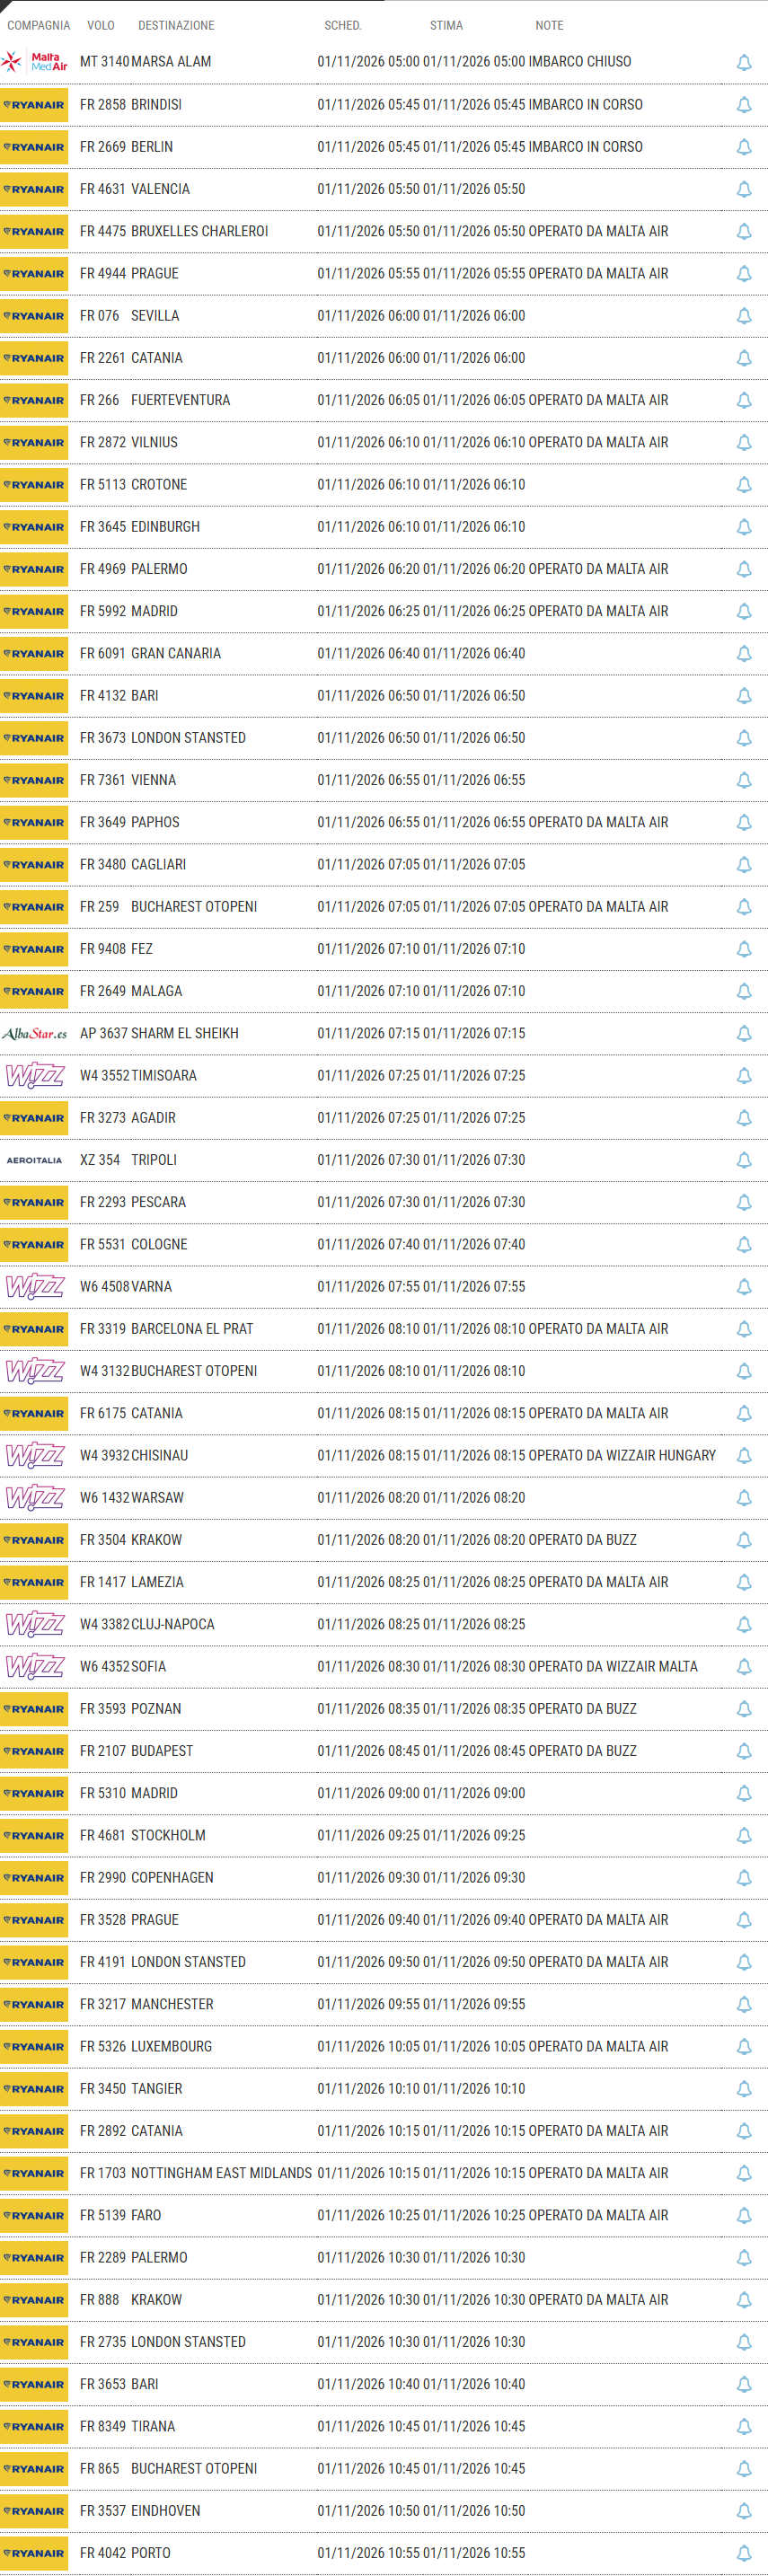 COMPAGNIA VOLO DESTINAZIONE SCHED. STIMA NOTE
Malta MedAir MT 3140 MARSA ALAM 01/11/2026 05:00 01/11/2026 05:00 IMBARCO CHIUSO
RYANAIR FR 2858 BRINDISI 01/11/2026 05:45 01/11/2026 05:45 IMBARCO IN CORSO
RYANAIR FR 2669 BERLIN 01/11/2026 05:45 01/11/2026 05:45 IMBARCO IN CORSO
RYANAIR FR 4631 VALENCIA 01/11/2026 05:50 01/11/2026 05:50
RYANAIR FR 4475 BRUXELLES CHARLEROI 01/11/2026 05:50 01/11/2026 05:50 OPERATO DA MALTA AIR
RYANAIR FR 4944 PRAGUE 01/11/2026 05:55 01/11/2026 05:55 OPERATO DA MALTA AIR
RYANAIR FR 076 SEVILLA 01/11/2026 06:00 01/11/2026 06:00
RYANAIR FR 2261 CATANIA 01/11/2026 06:00 01/11/2026 06:00
RYANAIR FR 266 FUERTEVENTURA 01/11/2026 06:05 01/11/2026 06:05 OPERATO DA MALTA AIR
RYANAIR FR 2872 VILNIUS 01/11/2026 06:10 01/11/2026 06:10 OPERATO DA MALTA AIR
RYANAIR FR 5113 CROTONE 01/11/2026 06:10 01/11/2026 06:10
RYANAIR FR 3645 EDINBURGH 01/11/2026 06:10 01/11/2026 06:10
RYANAIR FR 4969 PALERMO 01/11/2026 06:20 01/11/2026 06:20 OPERATO DA MALTA AIR
RYANAIR FR 5992 MADRID 01/11/2026 06:25 01/11/2026 06:25 OPERATO DA MALTA AIR
RYANAIR FR 6091 GRAN CANARIA 01/11/2026 06:40 01/11/2026 06:40
RYANAIR FR 4132 BARI 01/11/2026 06:50 01/11/2026 06:50
RYANAIR FR 3673 LONDON STANSTED 01/11/2026 06:50 01/11/2026 06:50
RYANAIR FR 7361 VIENNA 01/11/2026 06:55 01/11/2026 06:55
RYANAIR FR 3649 PAPHOS 01/11/2026 06:55 01/11/2026 06:55 OPERATO DA MALTA AIR
RYANAIR FR 3480 CAGLIARI 01/11/2026 07:05 01/11/2026 07:05
RYANAIR FR 259 BUCHAREST OTOPENI 01/11/2026 07:05 01/11/2026 07:05 OPERATO DA MALTA AIR
RYANAIR FR 9408 FEZ 01/11/2026 07:10 01/11/2026 07:10
RYANAIR FR 2649 MALAGA 01/11/2026 07:10 01/11/2026 07:10
AlbaStar.es AP 3637 SHARM EL SHEIKH 01/11/2026 07:15 01/11/2026 07:15
WIZZ W4 3552 TIMISOARA 01/11/2026 07:25 01/11/2026 07:25
RYANAIR FR 3273 AGADIR 01/11/2026 07:25 01/11/2026 07:25
AEROITALIA XZ 354 TRIPOLI 01/11/2026 07:30 01/11/2026 07:30
RYANAIR FR 2293 PESCARA 01/11/2026 07:30 01/11/2026 07:30
RYANAIR FR 5531 COLOGNE 01/11/2026 07:40 01/11/2026 07:40
WIZZ W6 4508 VARNA 01/11/2026 07:55 01/11/2026 07:55
RYANAIR FR 3319 BARCELONA EL PRAT 01/11/2026 08:10 01/11/2026 08:10 OPERATO DA MALTA AIR
WIZZ W4 3132 BUCHAREST OTOPENI 01/11/2026 08:10 01/11/2026 08:10
RYANAIR FR 6175 CATANIA 01/11/2026 08:15 01/11/2026 08:15 OPERATO DA MALTA AIR
WIZZ W4 3932 CHISINAU 01/11/2026 08:15 01/11/2026 08:15 OPERATO DA WIZZAIR HUNGARY
WIZZ W6 1432 WARSAW 01/11/2026 08:20 01/11/2026 08:20
RYANAIR FR 3504 KRAKOW 01/11/2026 08:20 01/11/2026 08:20 OPERATO DA BUZZ
RYANAIR FR 1417 LAMEZIA 01/11/2026 08:25 01/11/2026 08:25 OPERATO DA MALTA AIR
WIZZ W4 3382 CLUJ-NAPOCA 01/11/2026 08:25 01/11/2026 08:25
WIZZ W6 4352 SOFIA 01/11/2026 08:30 01/11/2026 08:30 OPERATO DA WIZZAIR MALTA
RYANAIR FR 3593 POZNAN 01/11/2026 08:35 01/11/2026 08:35 OPERATO DA BUZZ
RYANAIR FR 2107 BUDAPEST 01/11/2026 08:45 01/11/2026 08:45 OPERATO DA BUZZ
RYANAIR FR 5310 MADRID 01/11/2026 09:00 01/11/2026 09:00
RYANAIR FR 4681 STOCKHOLM 01/11/2026 09:25 01/11/2026 09:25
RYANAIR FR 2990 COPENHAGEN 01/11/2026 09:30 01/11/2026 09:30
RYANAIR FR 3528 PRAGUE 01/11/2026 09:40 01/11/2026 09:40 OPERATO DA MALTA AIR
RYANAIR FR 4191 LONDON STANSTED 01/11/2026 09:50 01/11/2026 09:50 OPERATO DA MALTA AIR
RYANAIR FR 3217 MANCHESTER 01/11/2026 09:55 01/11/2026 09:55
RYANAIR FR 5326 LUXEMBOURG 01/11/2026 10:05 01/11/2026 10:05 OPERATO DA MALTA AIR
RYANAIR FR 3450 TANGIER 01/11/2026 10:10 01/11/2026 10:10
RYANAIR FR 2892 CATANIA 01/11/2026 10:15 01/11/2026 10:15 OPERATO DA MALTA AIR
RYANAIR FR 1703 NOTTINGHAM EAST MIDLANDS 01/11/2026 10:15 01/11/2026 10:15 OPERATO DA MALTA AIR
RYANAIR FR 5139 FARO 01/11/2026 10:25 01/11/2026 10:25 OPERATO DA MALTA AIR
RYANAIR FR 2289 PALERMO 01/11/2026 10:30 01/11/2026 10:30
RYANAIR FR 888 KRAKOW 01/11/2026 10:30 01/11/2026 10:30 OPERATO DA MALTA AIR
RYANAIR FR 2735 LONDON STANSTED 01/11/2026 10:30 01/11/2026 10:30
RYANAIR FR 3653 BARI 01/11/2026 10:40 01/11/2026 10:40
RYANAIR FR 8349 TIRANA 01/11/2026 10:45 01/11/2026 10:45
RYANAIR FR 865 BUCHAREST OTOPENI 01/11/2026 10:45 01/11/2026 10:45
RYANAIR FR 3537 EINDHOVEN 01/11/2026 10:50 01/11/2026 10:50
RYANAIR FR 4042 PORTO 01/11/2026 10:55 01/11/2026 10:55